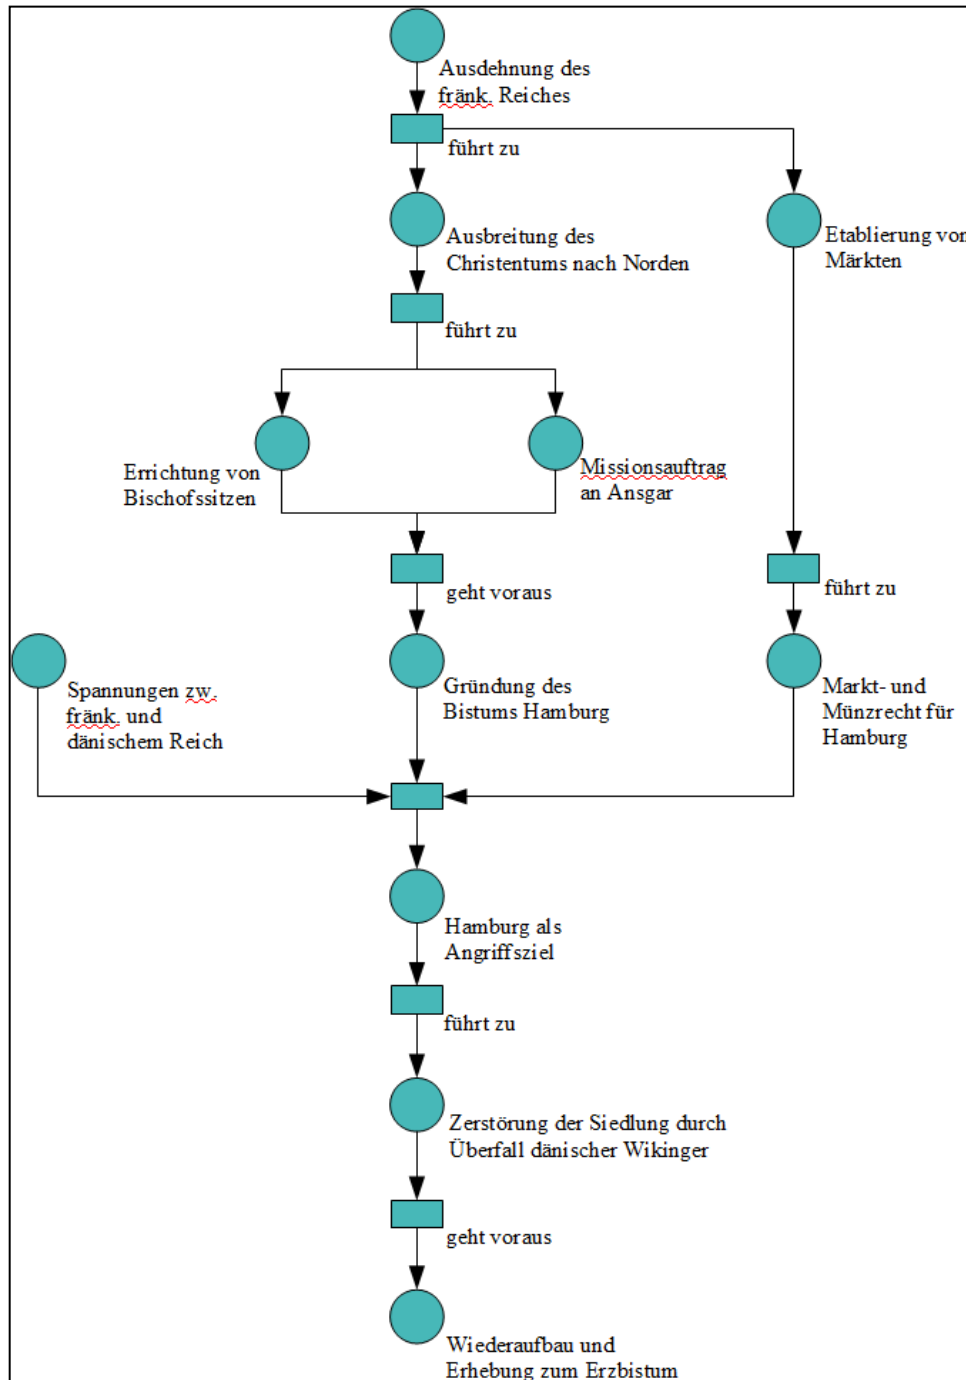 Ausdehnung des
fränk. Reiches
führt zu
Ausbreitung des
Christentums nach Norden
Etablierung von
Märkten
führt zu
Errichtung von
Bischofssitzen
Missionsauftrag
an Ansgar
geht voraus
führt zu
Spannungen zw.
fränk. und
dänischem Reich
Gründung des
Bistums Hamburg
Markt- und
Münzrecht für
Hamburg
Hamburg als
Angriffsziel
führt zu
Zerstörung der Siedlung durch
Überfall dänischer Wikinger
geht voraus
Wiederaufbau und
Erhebung zum Erzbistum